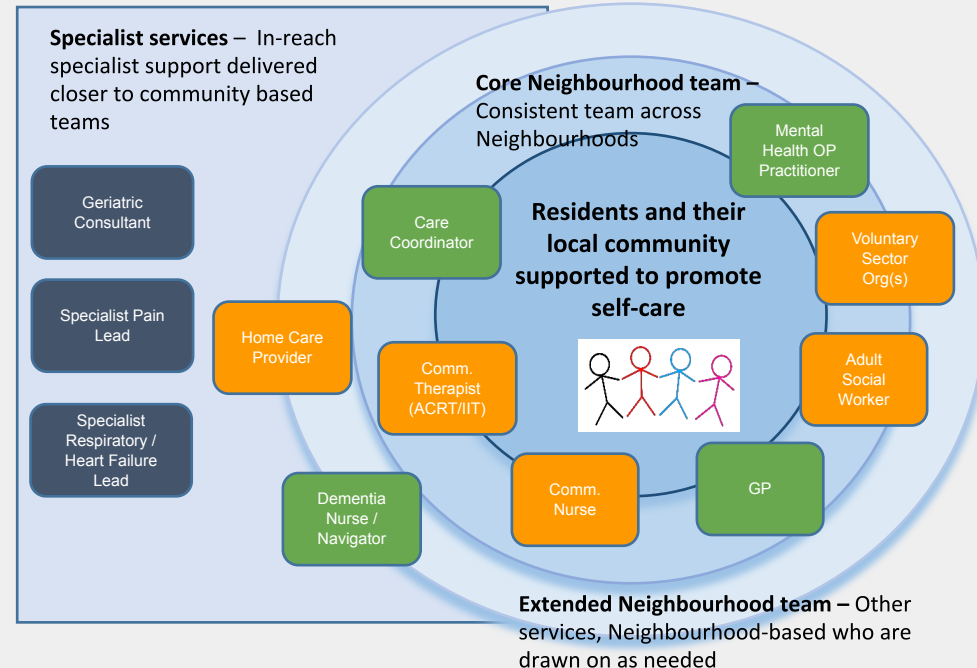 Specialist services – In-reach
specialist support delivered
closer to community based
teams
Core Neighbourhood team –
Consistent team across
Neighbourhoods
Mental
Health OP
Practitioner
Geriatric
Consultant
Care
Coordinator
Residents and their
local community
supported to promote
self-care
Voluntary
Sector
Org(s)
Specialist Pain
Lead
Home Care
Provider
Comm.
Therapist
(ACRT/IIT)
Adult
Social
Worker
Specialist
Respiratory /
Heart Failure
Lead
Dementia
Nurse /
Navigator
Comm.
Nurse
GP
Extended Neighbourhood team – Other
services, Neighbourhood-based who are
drawn on as needed